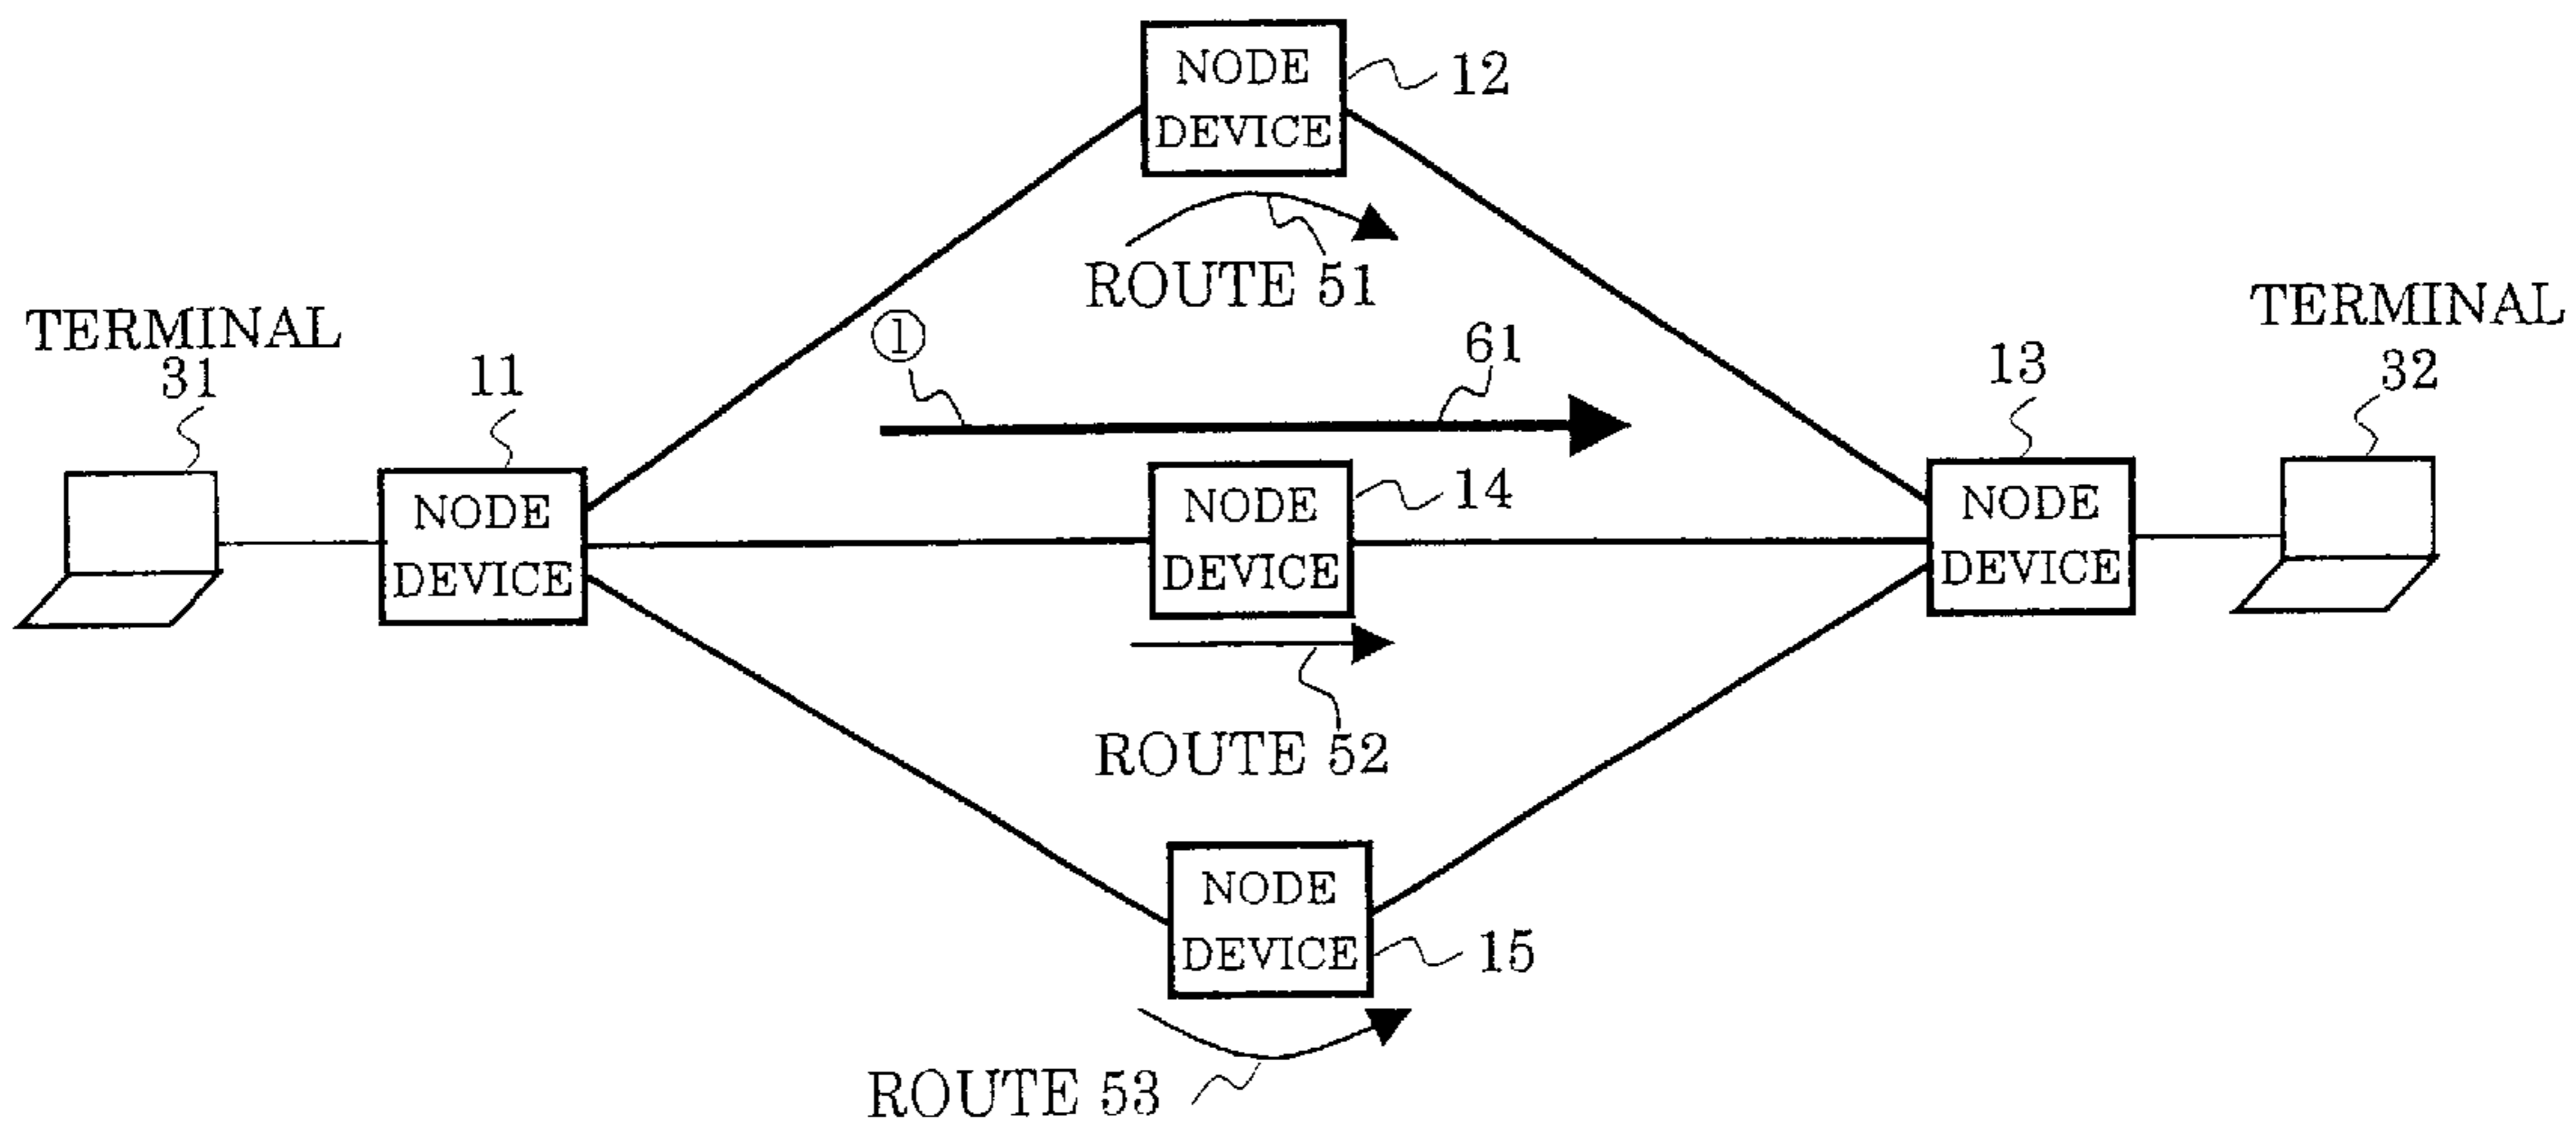 NODE
DEVICE
12
ROUTE 51
TERMINAL
31
11
①
61
13
TERMINAL
32
NODE
DEVICE
NODE
DEVICE
14
NODE
DEVICE
ROUTE 52
NODE
DEVICE
15
ROUTE 53